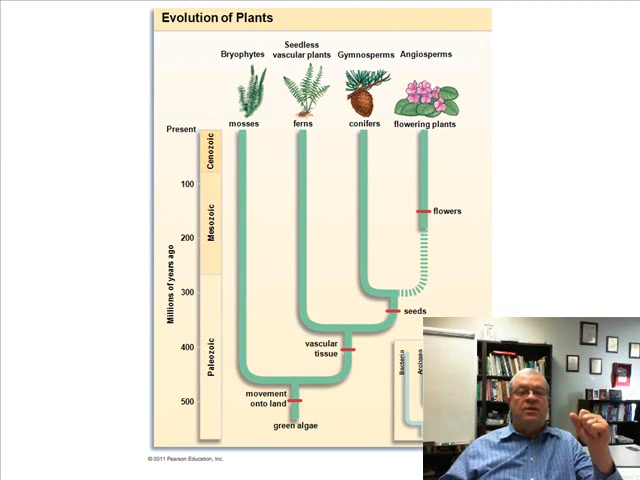 Evolution of Plants
Bryophytes
Seedless
vascular plants
Gymnosperms
Angiosperms
mosses
ferns
conifers
flowering plants
Present
Cenozoic
100
Mesozoic
flowers
200
Millions of years ago
300
seeds
vascular
tissue
400
Paleozoic
Bacteria
Archaea
movement
onto land
500
green algae
© 2011 Pearson Education, Inc.